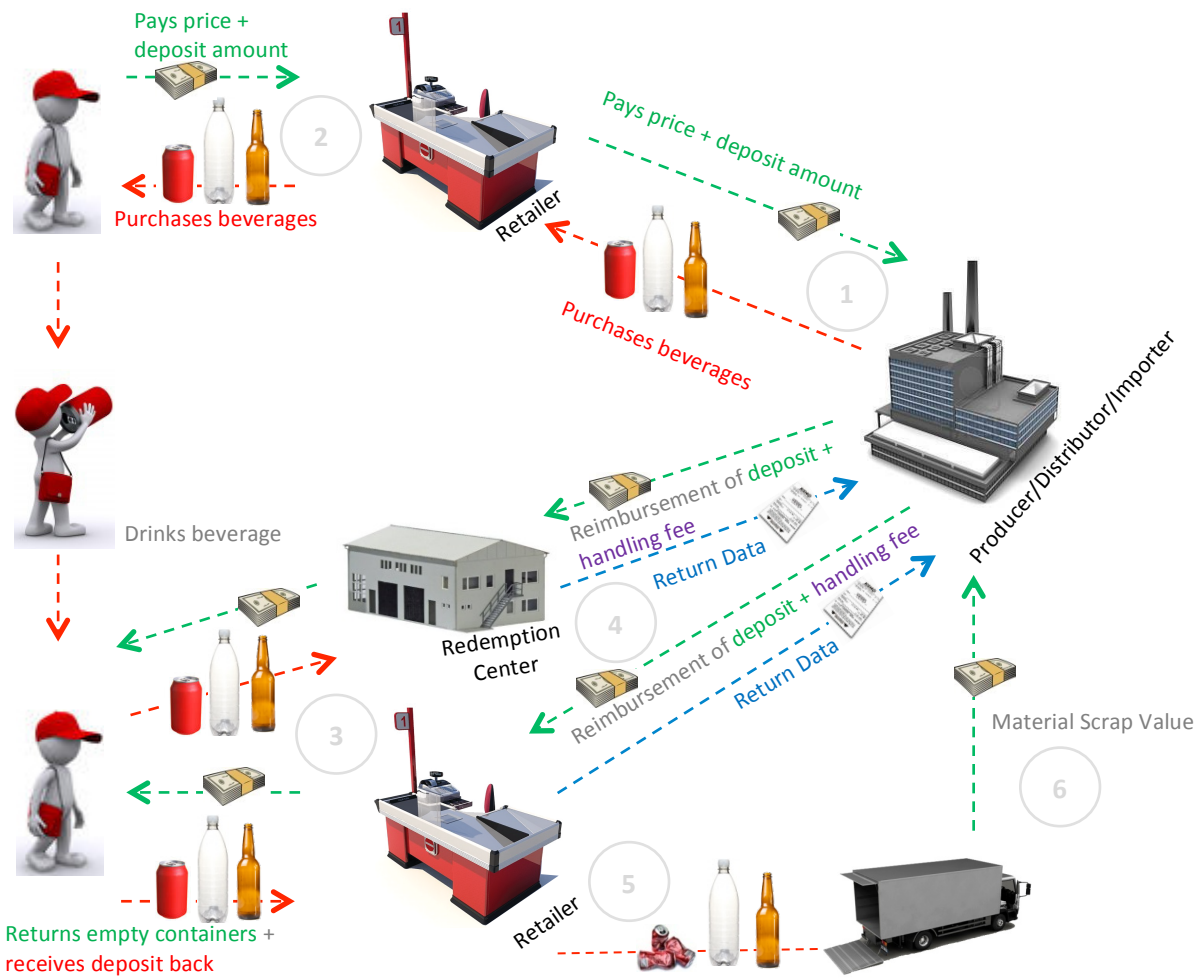 Pays price +
deposit amount
1
2
Purchases beverages
Retailer
Pays price + deposit amount
1
Purchases beverages
Producer/Distributor/Importer
Drinks beverage
Reimbursement of deposit +
handling fee
Return Data
4
Redemption
Center
Reimbursement of deposit + handling fee
Return Data
3
1
Material Scrap Value
6
5
Retailer
Returns empty containers +
receives deposit back